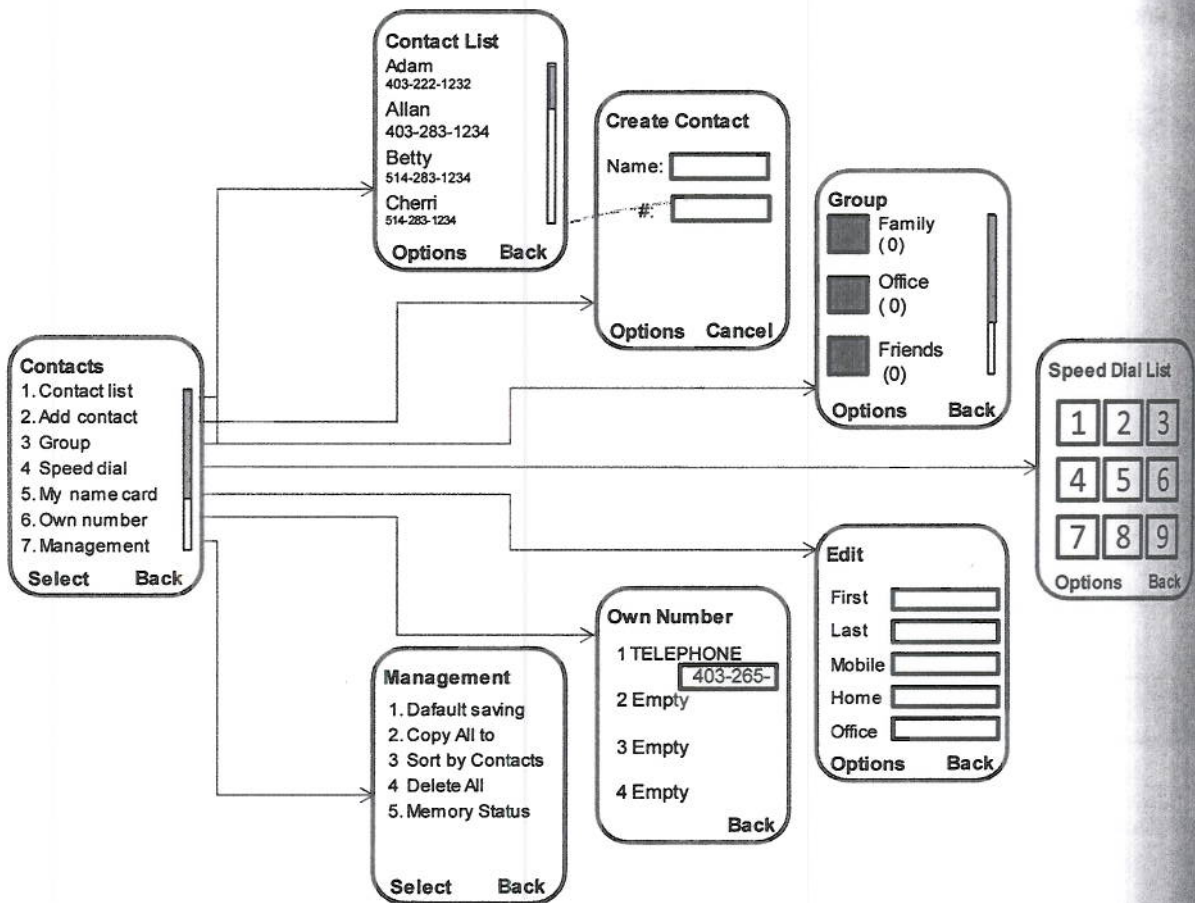 Contact List
Adam
403-222-1232
Allan
403-283-1234
Betty
514-283-1234
Cherri
514-283-1234
Options Back
Create Contact
Name:
#:
Options Cancel
Group
Family
(0)
Office
(0)
Friends
(0)
Options Back
Speed Dial List
1 2 3
4 5 6
7 8 9
Options Back
Contacts
1. Contact list
2. Add contact
3 Group
4 Speed dial
5. My name card
6. Own number
7. Management
Select Back
Edit
First
Last
Mobile
Home
Office
Options Back
Own Number
1 TELEPHONE
403-265-
2 Empty
3 Empty
4 Empty
Back
Management
1. Dafault saving
2. Copy All to
3 Sort by Contacts
4 Delete All
5. Memory Status
Select Back